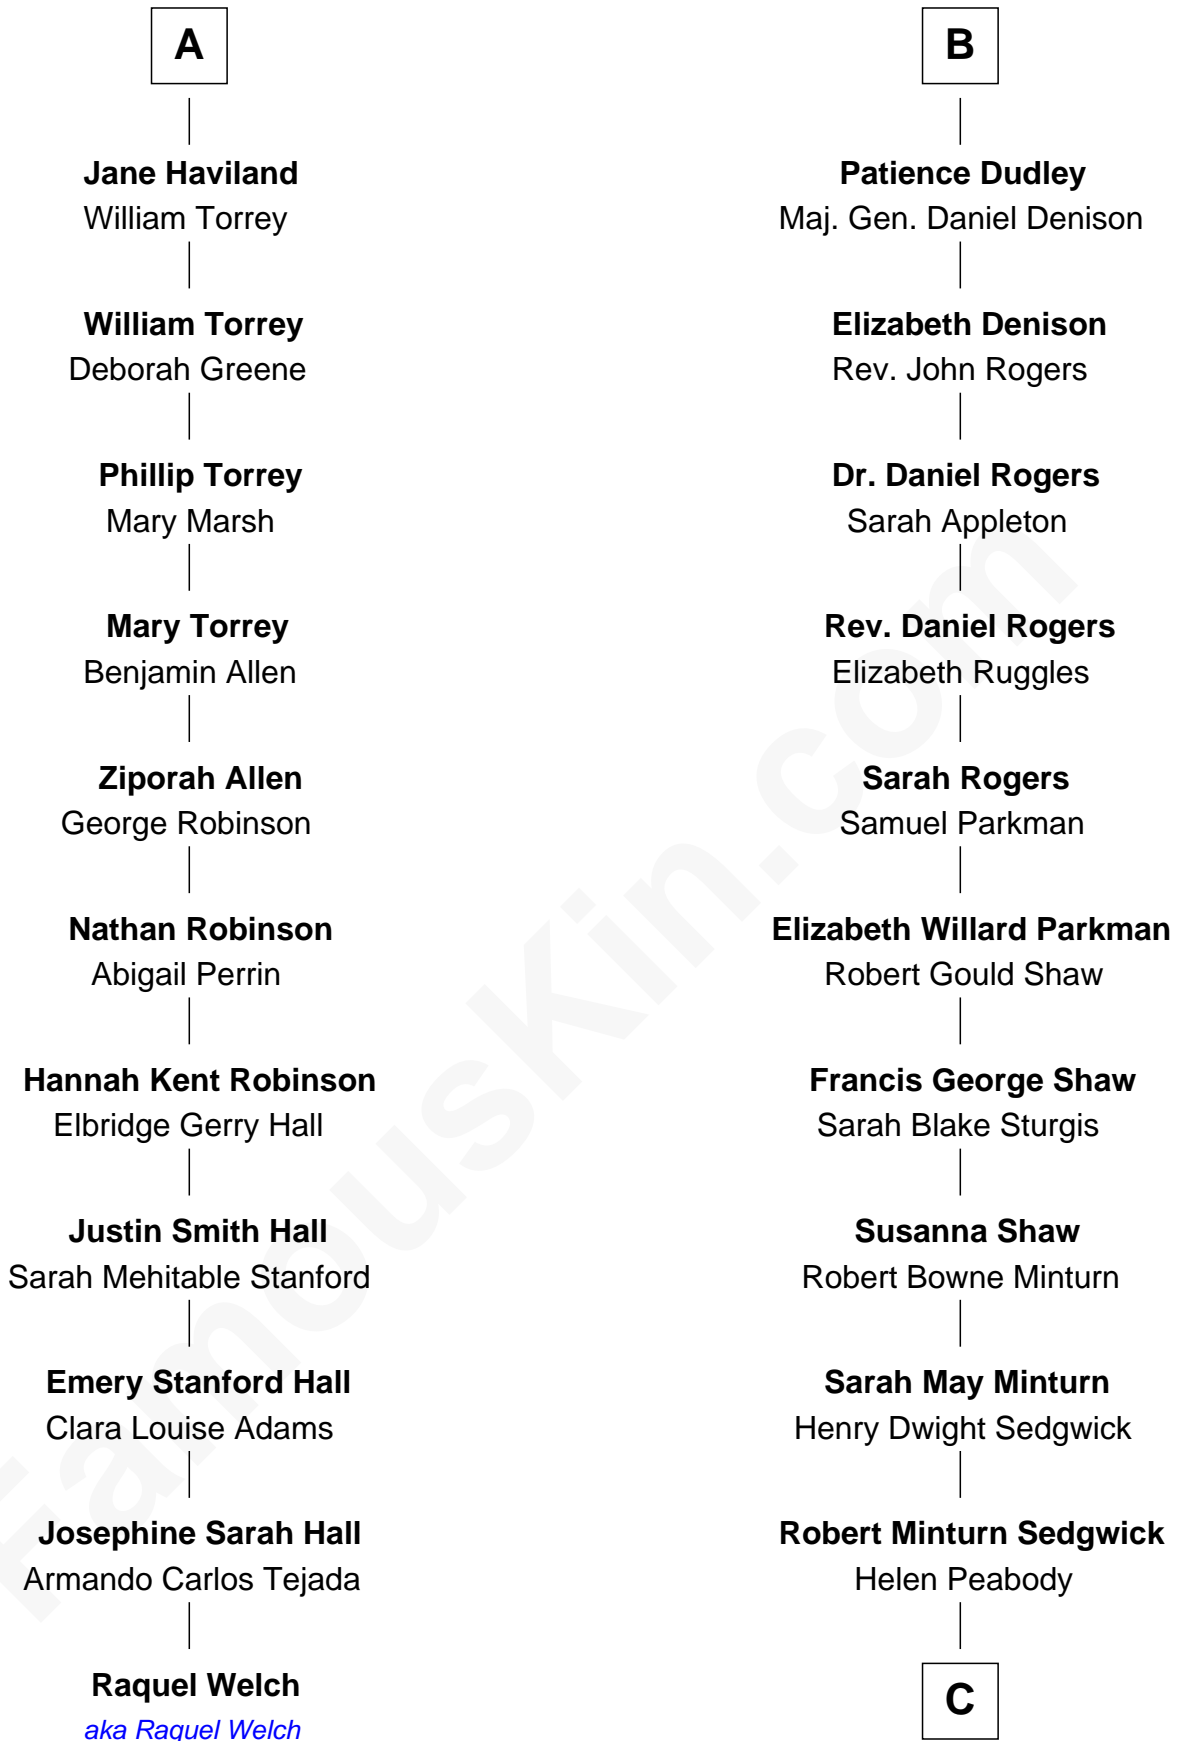 A
Jane Haviland
William Torrey
William Torrey
Deborah Greene
Phillip Torrey
Mary Marsh
Mary Torrey
Benjamin Allen
Ziporah Allen
George Robinson
Nathan Robinson
Abigail Perrin
Hannah Kent Robinson
Elbridge Gerry Hall
Justin Smith Hall
Sarah Mehitable Stanford
Emery Stanford Hall
Clara Louise Adams
Josephine Sarah Hall
Armando Carlos Tejada
Raquel Welch
aka Raquel Welch
B
Patience Dudley
Maj. Gen. Daniel Denison
Elizabeth Denison
Rev. John Rogers
Dr. Daniel Rogers
Sarah Appleton
Rev. Daniel Rogers
Elizabeth Ruggles
Sarah Rogers
Samuel Parkman
Elizabeth Willard Parkman
Robert Gould Shaw
Francis George Shaw
Sarah Blake Sturgis
Susanna Shaw
Robert Bowne Minturn
Sarah May Minturn
Henry Dwight Sedgwick
Robert Minturn Sedgwick
Helen Peabody
C
FamousKin.com